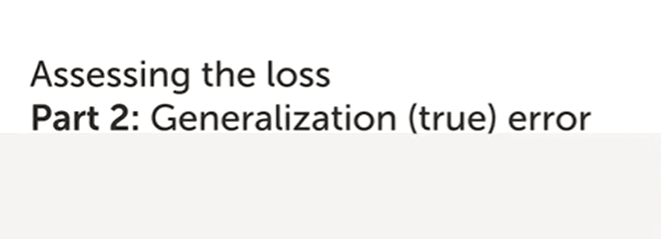 Assessing the loss
Part 2: Generalization (true) error